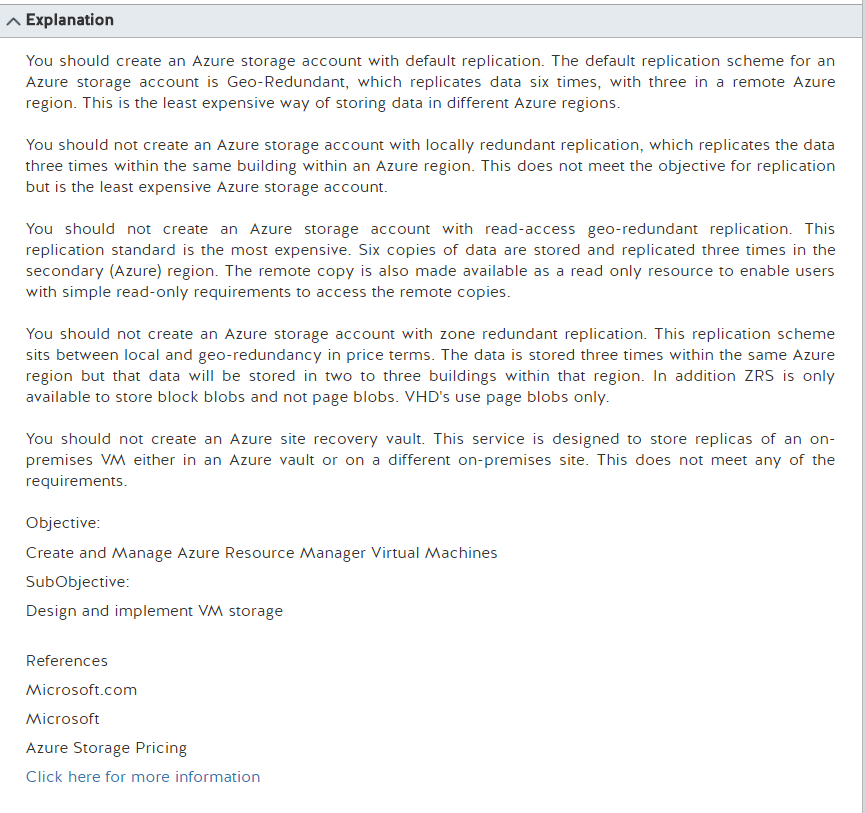 Explanation
You should create an Azure storage account with default replication. The default replication scheme for an
Azure storage account is Geo-Redundant, which replicates data six times, with three in a remote Azure
region. This is the least expensive way of storing data in different Azure regions.
You should not create an Azure storage account with locally redundant replication, which replicates the data
three times within the same building within an Azure region. This does not meet the objective for replication
but is the least expensive Azure storage account.
You should not create an Azure storage account with read-access geo-redundant replication. This
replication standard is the most expensive. Six copies of data are stored and replicated three times in the
secondary (Azure) region. The remote copy is also made available as a read only resource to enable users
with simple read-only requirements to access the remote copies.
You should not create an Azure storage account with zone redundant replication. This replication scheme
sits between local and geo-redundancy in price terms. The data is stored three times within the same Azure
region but that data will be stored in two to three buildings within that region. In addition ZRS is only
available to store block blobs and not page blobs. VHD's use page blobs only.
You should not create an Azure site recovery vault. This service is designed to store replicas of an on-
premises VM either in an Azure vault or on a different on-premises site. This does not meet any of the
requirements.
Objective:
Create and Manage Azure Resource Manager Virtual Machines
SubObjective:
Design and implement VM storage
References
Microsoft.com
Microsoft
Azure Storage Pricing
Click here for more information